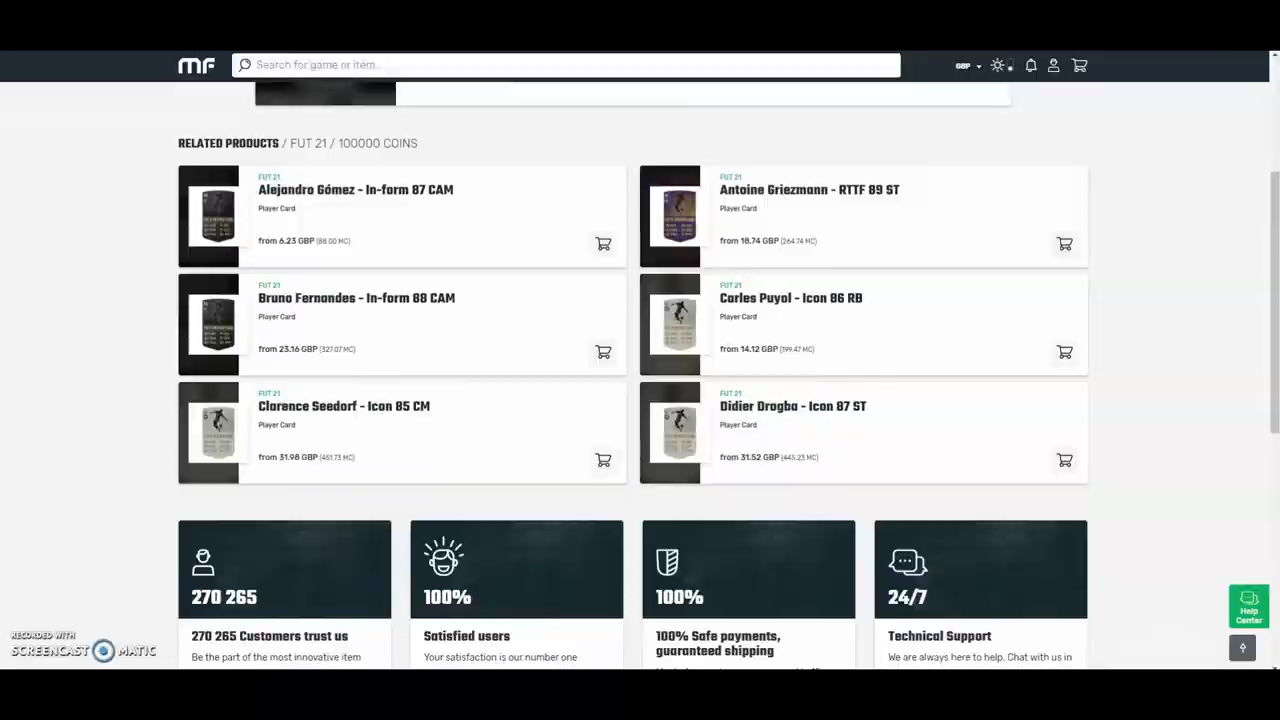 MF
Search for game or item...
GBP
RELATED PRODUCTS / FUT 21 / 100000 COINS
FUT 21
Alejandro Gómez - In-form 87 CAM
Player Card
from 6.23 GBP (88.00 MC)
FUT 21
Antoine Griezmann - RTTF 89 ST
Player Card
from 18.74 GBP (264.74 MC)
FUT 21
Bruno Fernandes - In-form 88 CAM
Player Card
from 23.16 GBP (327.07 MC)
FUT 21
Carles Puyol - Icon 86 RB
Player Card
from 14.12 GBP (199.47 MC)
FUT 21
Clarence Seedorf - Icon 85 CM
Player Card
from 31.98 GBP (451.73 MC)
FUT 21
Didier Drogba - Icon 87 ST
Player Card
from 31.52 GBP (445.23 MC)
270 265
270 265 Customers trust us
Be the part of the most innovative item
100%
Satisfied users
Your satisfaction is our number one
100%
100% Safe payments,
guaranteed shipping
24/7
Technical Support
We are always here to help. Chat with us in
Help
Center
RECORDED WITH
SCREENCAST MATIC